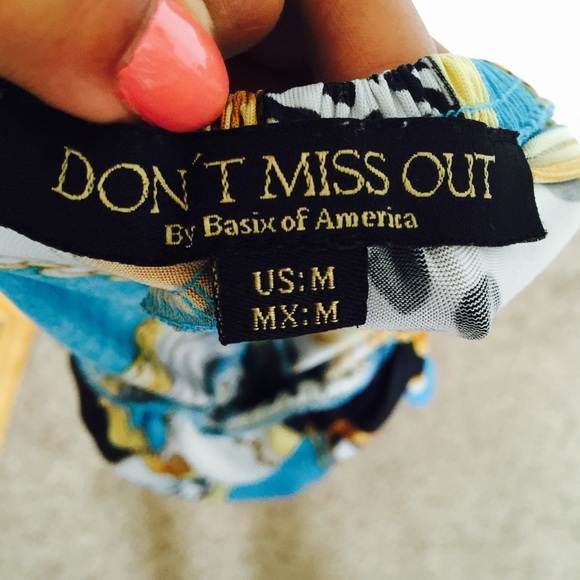 DON´T MISS OUT
By Basix of America
US: M
MX: M